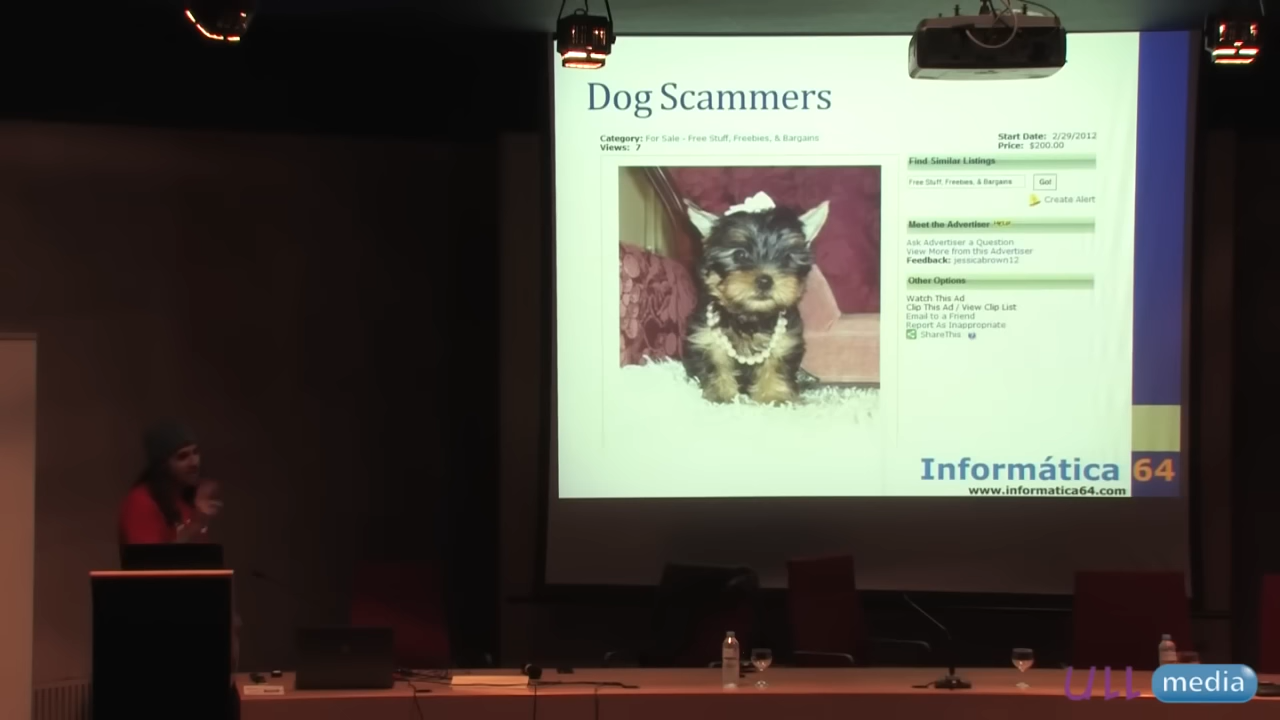 Dog Scammers
Category: For Sale - Free Stuff, Freebies, & Bargains
Views: 7
Start Date: 2/29/2012
Price: $200.00
Find Similar Listings
Free Stuff, Freebies, & Bargains Go!
Create Alert
Meet the Advertiser Help
Ask Advertiser a Question
View More from this Advertiser
Feedback: jessicabrown12
Other Options
Watch This Ad
Clip This Ad / View Clip List
Email to a Friend
Report As Inappropriate
ShareThis
Informática 64
www.informatica64.com
ULL media